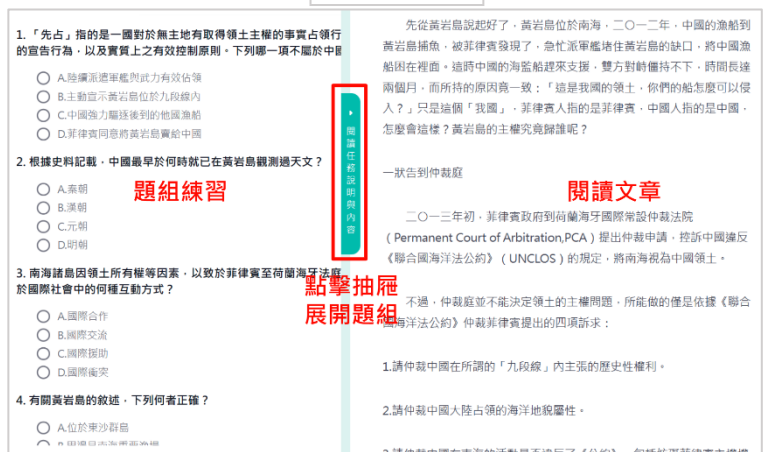 1.「先占」指的是一國對於無主地有取得領土主權的事實占領行
的宣告行為，以及實質上之有效控制原則。下列哪一項不屬於中
A.陸續派遣軍艦與武力有效佔領
B.主動宣示黃岩島位於九段線內
C.中國強力驅逐後到的他國漁船
D.菲律賓同意將黃岩島賣給中國
2. 根據史料記載，中國最早於何時就已在黃岩島觀測過天文？
A.秦朝
B.漢朝
C.元朝
D.明朝
題組練習
3. 南海諸島因領土所有權等因素，以致於菲律賓至荷蘭海牙法庭
於國際社會中的何種互動方式？
A.國際合作
B.國際交流
C.國際援助
D.國際衝突
4. 有關黃岩島的敘述，下列何者正確？
A.位於東沙群島
閱讀任務說明與內容
點擊抽屜
展開題組
先從黃岩島說起好了，黃岩島位於南海，二〇一二年，中國的漁船到
黃岩島捕魚，被菲律賓發現了，急忙派軍艦堵住黃岩島的缺口，將中國漁
船困在裡面。這時中國的海監船趕來支援，雙方對峙僵持不下，時間長達
兩個月，而所持的原因竟一致：「這是我國的領土，你們的船怎麼可以侵
入？」只是這個「我國」，菲律賓人指的是菲律賓，中國人指的是中國，
怎麼會這樣？黃岩島的主權究竟歸誰呢？
一狀告到仲裁庭
閱讀文章
二〇一三年初，菲律賓政府到荷蘭海牙國際常設仲裁法院
（Permanent Court of Arbitration,PCA）提出仲裁申請，控訴中國違反
《聯合國海洋法公約》（UNCLOS）的規定，將南海視為中國領土。
不過，仲裁庭並不能決定領土的主權問題，所能做的僅是依據《聯合
國海洋法公約》仲裁菲律賓提出的四項訴求：
1.請仲裁中國在所謂的「九段線」內主張的歷史性權利。
2.請仲裁中國大陸占領的海洋地貌屬性。